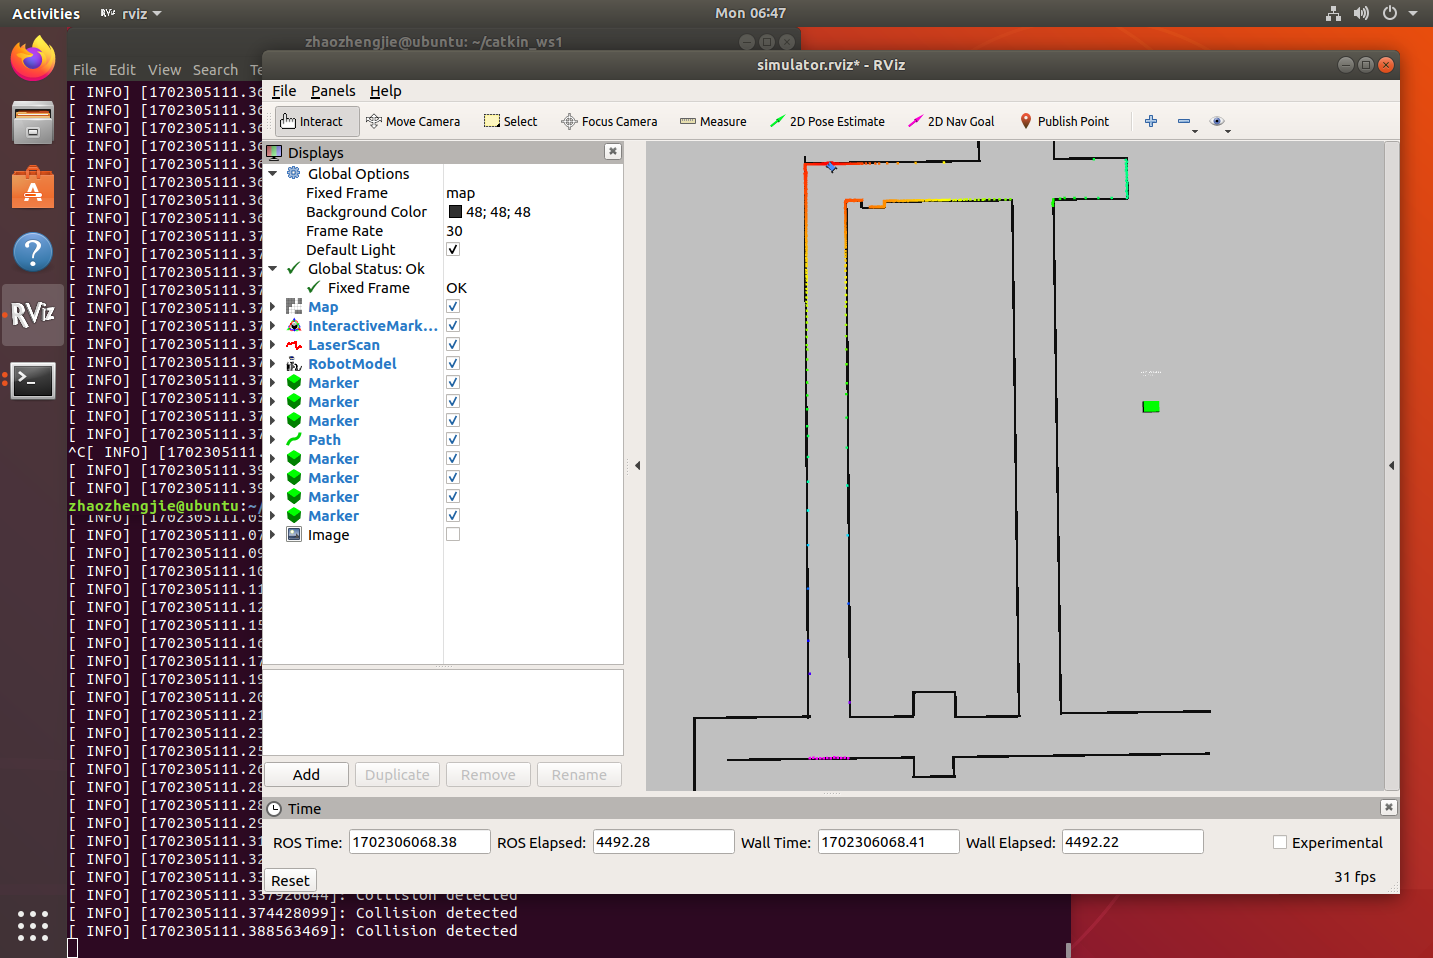 Activities
rviz
Mon 06:47
zhaozhengjie@ubuntu: ~/catkin_ws1
File Edit View Search Te
simulator.rviz* - RViz
File Panels Help
Interact Move Camera Select Focus Camera Measure 2D Pose Estimate 2D Nav Goal Publish Point
Displays
Global Options
Fixed Frame map
Background Color 48; 48; 48
Frame Rate 30
Default Light
Global Status: Ok
Fixed Frame OK
Map
InteractiveMark...
LaserScan
RobotModel
Marker
Marker
Marker
Path
Marker
Marker
Marker
Marker
Image
Add Duplicate Remove Rename
Time
ROS Time: 1702306068.38 ROS Elapsed: 4492.28 Wall Time: 1702306068.41 Wall Elapsed: 4492.22 Experimental
Reset 31 fps
RViz
[ INFO] [1702305111.36
[ INFO] [1702305111.36
[ INFO] [1702305111.36
[ INFO] [1702305111.36
[ INFO] [1702305111.36
[ INFO] [1702305111.36
[ INFO] [1702305111.36
[ INFO] [1702305111.36
[ INFO] [1702305111.37
[ INFO] [1702305111.37
[ INFO] [1702305111.37
[ INFO] [1702305111.37
[ INFO] [1702305111.37
[ INFO] [1702305111.37
[ INFO] [1702305111.37
[ INFO] [1702305111.37
[ INFO] [1702305111.37
[ INFO] [1702305111.37
[ INFO] [1702305111.37
[ INFO] [1702305111.37
^C[ INFO] [1702305111.
[ INFO] [1702305111.39
[ INFO] [1702305111.39
zhaozhengjie@ubuntu:~/
[ INFO] [1702305111.05
[ INFO] [1702305111.07
[ INFO] [1702305111.09
[ INFO] [1702305111.10
[ INFO] [1702305111.11
[ INFO] [1702305111.12
[ INFO] [1702305111.15
[ INFO] [1702305111.16
[ INFO] [1702305111.17
[ INFO] [1702305111.19
[ INFO] [1702305111.20
[ INFO] [1702305111.21
[ INFO] [1702305111.23
[ INFO] [1702305111.25
[ INFO] [1702305111.26
[ INFO] [1702305111.28
[ INFO] [1702305111.28
[ INFO] [1702305111.29
[ INFO] [1702305111.31
[ INFO] [1702305111.32
[ INFO] [1702305111.33
[ INFO] [1702305111.337926644]: Collision detected
[ INFO] [1702305111.374428099]: Collision detected
[ INFO] [1702305111.388563469]: Collision detected